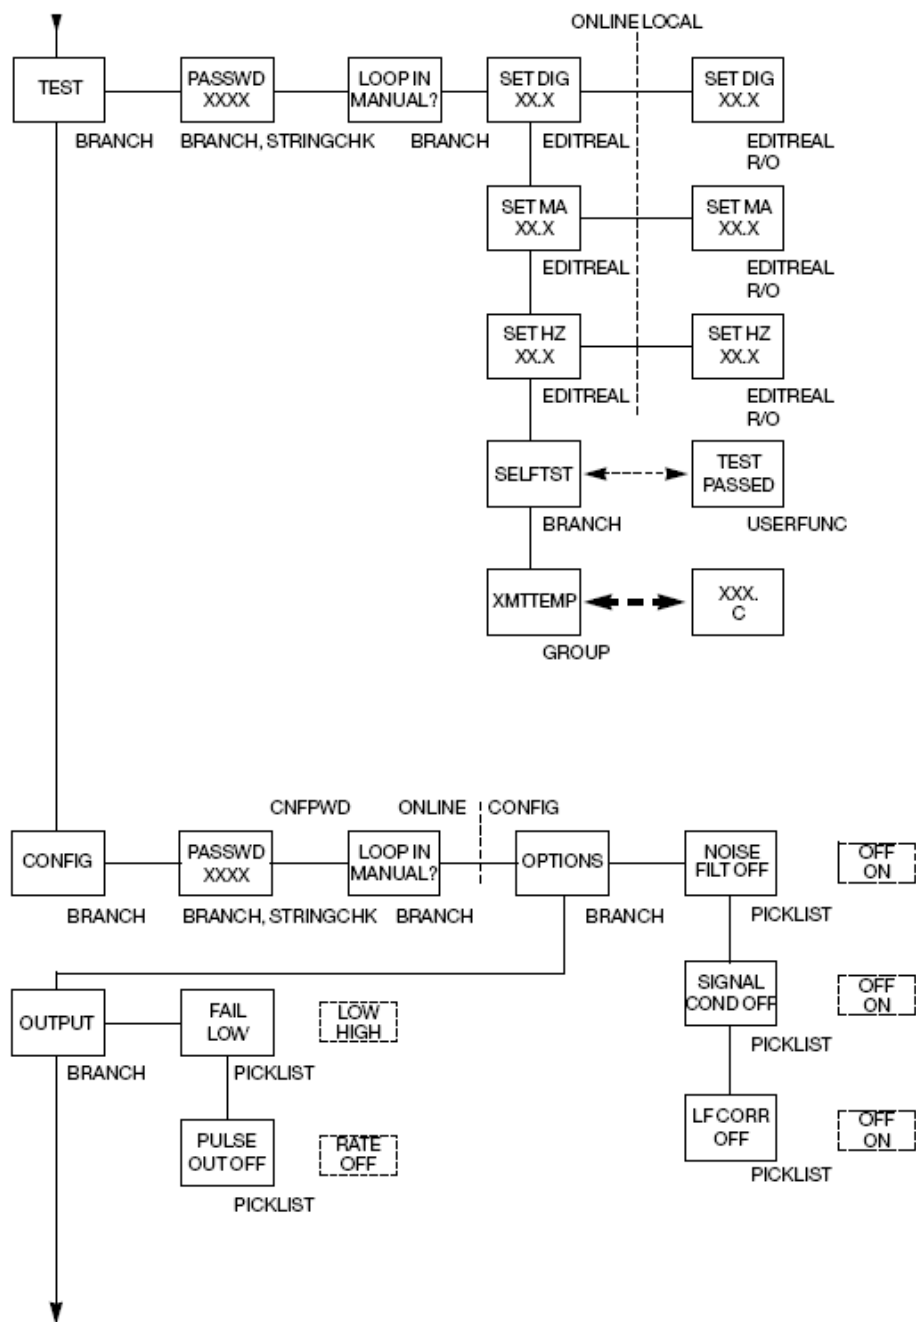 ONLINE LOCAL
TEST
PASSWD
XXXX
LOOP IN
MANUAL?
SET DIG
XX.X
SET DIG
XX.X
BRANCH
BRANCH, STRINGCHK
BRANCH
EDITREAL
EDITREAL
R/O
SET MA
XX.X
SET MA
XX.X
EDITREAL
EDITREAL
R/O
SET HZ
XX.X
SET HZ
XX.X
EDITREAL
EDITREAL
R/O
SELFTST
TEST
PASSED
BRANCH
USERFUNC
XMTTEMP
XXX.
C
GROUP
CNFPWD
ONLINE
CONFIG
CONFIG
PASSWD
XXXX
LOOP IN
MANUAL?
OPTIONS
NOISE
FILT OFF
OFF
ON
BRANCH
BRANCH, STRINGCHK
BRANCH
BRANCH
PICKLIST
OUTPUT
FAIL
LOW
LOW
HIGH
SIGNAL
COND OFF
OFF
ON
BRANCH
PICKLIST
PICKLIST
PULSE
OUT OFF
RATE
OFF
LF CORR
OFF
OFF
ON
PICKLIST
PICKLIST